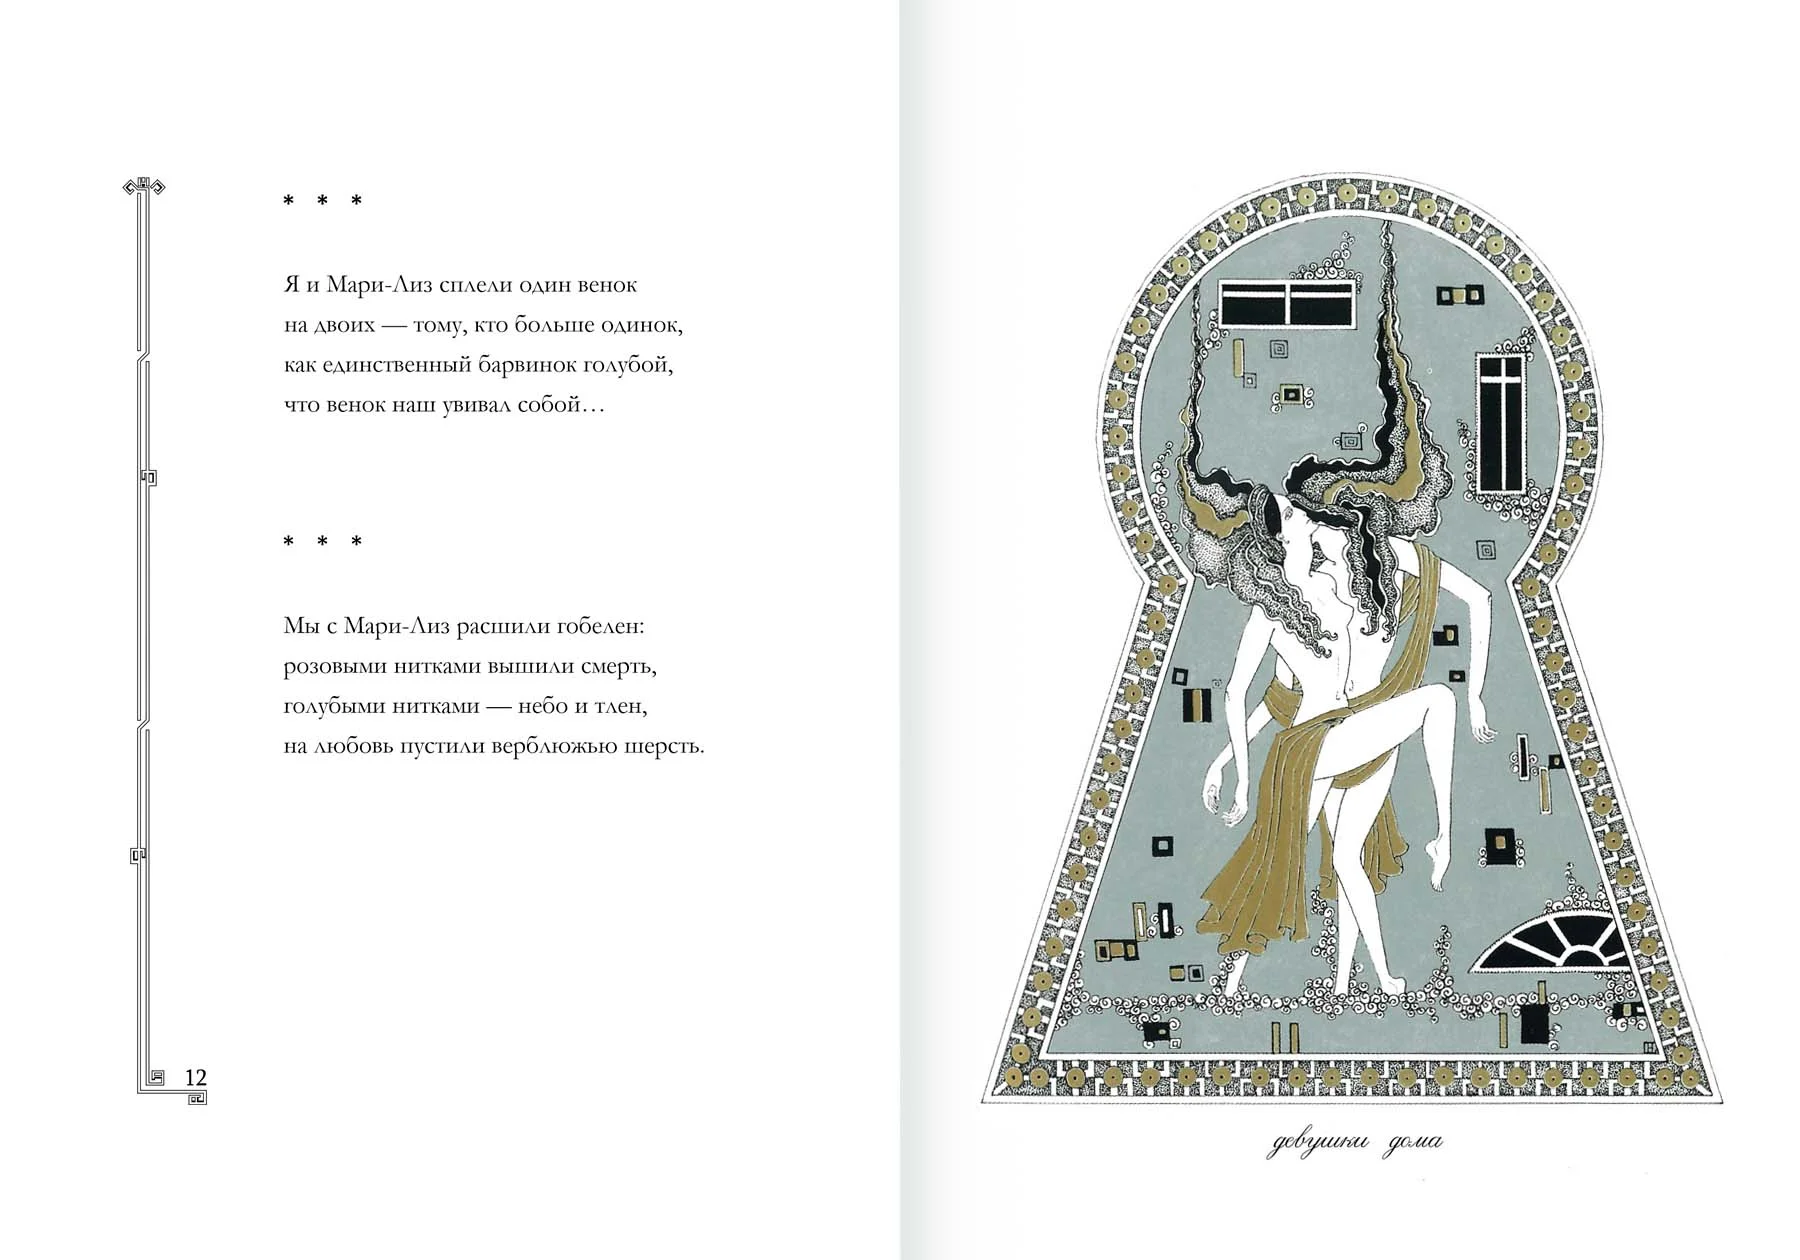 * * *
Я и Мари-Лиз сплели один венок
на двоих — тому, кто больше одинок,
как единственный барвинок голубой,
что венок наш увивал собой…
* * *
Мы с Мари-Лиз расшили гобелен:
розовыми нитками вышили смерть,
голубыми нитками — небо и тлен,
на любовь пустили верблюжью шерсть.
12
девушки дома